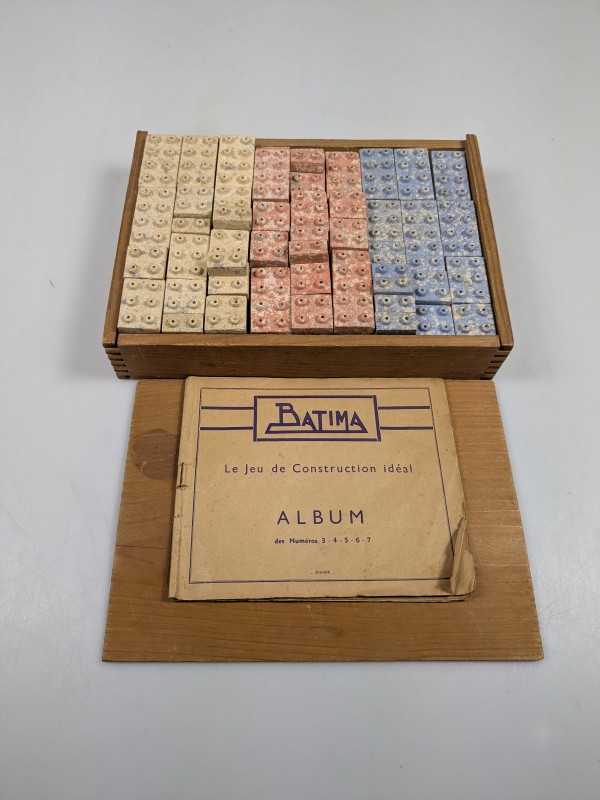 BATIMA
Le Jeu de Construction idéal
ALBUM
des Numéros 3-4-5-6-7